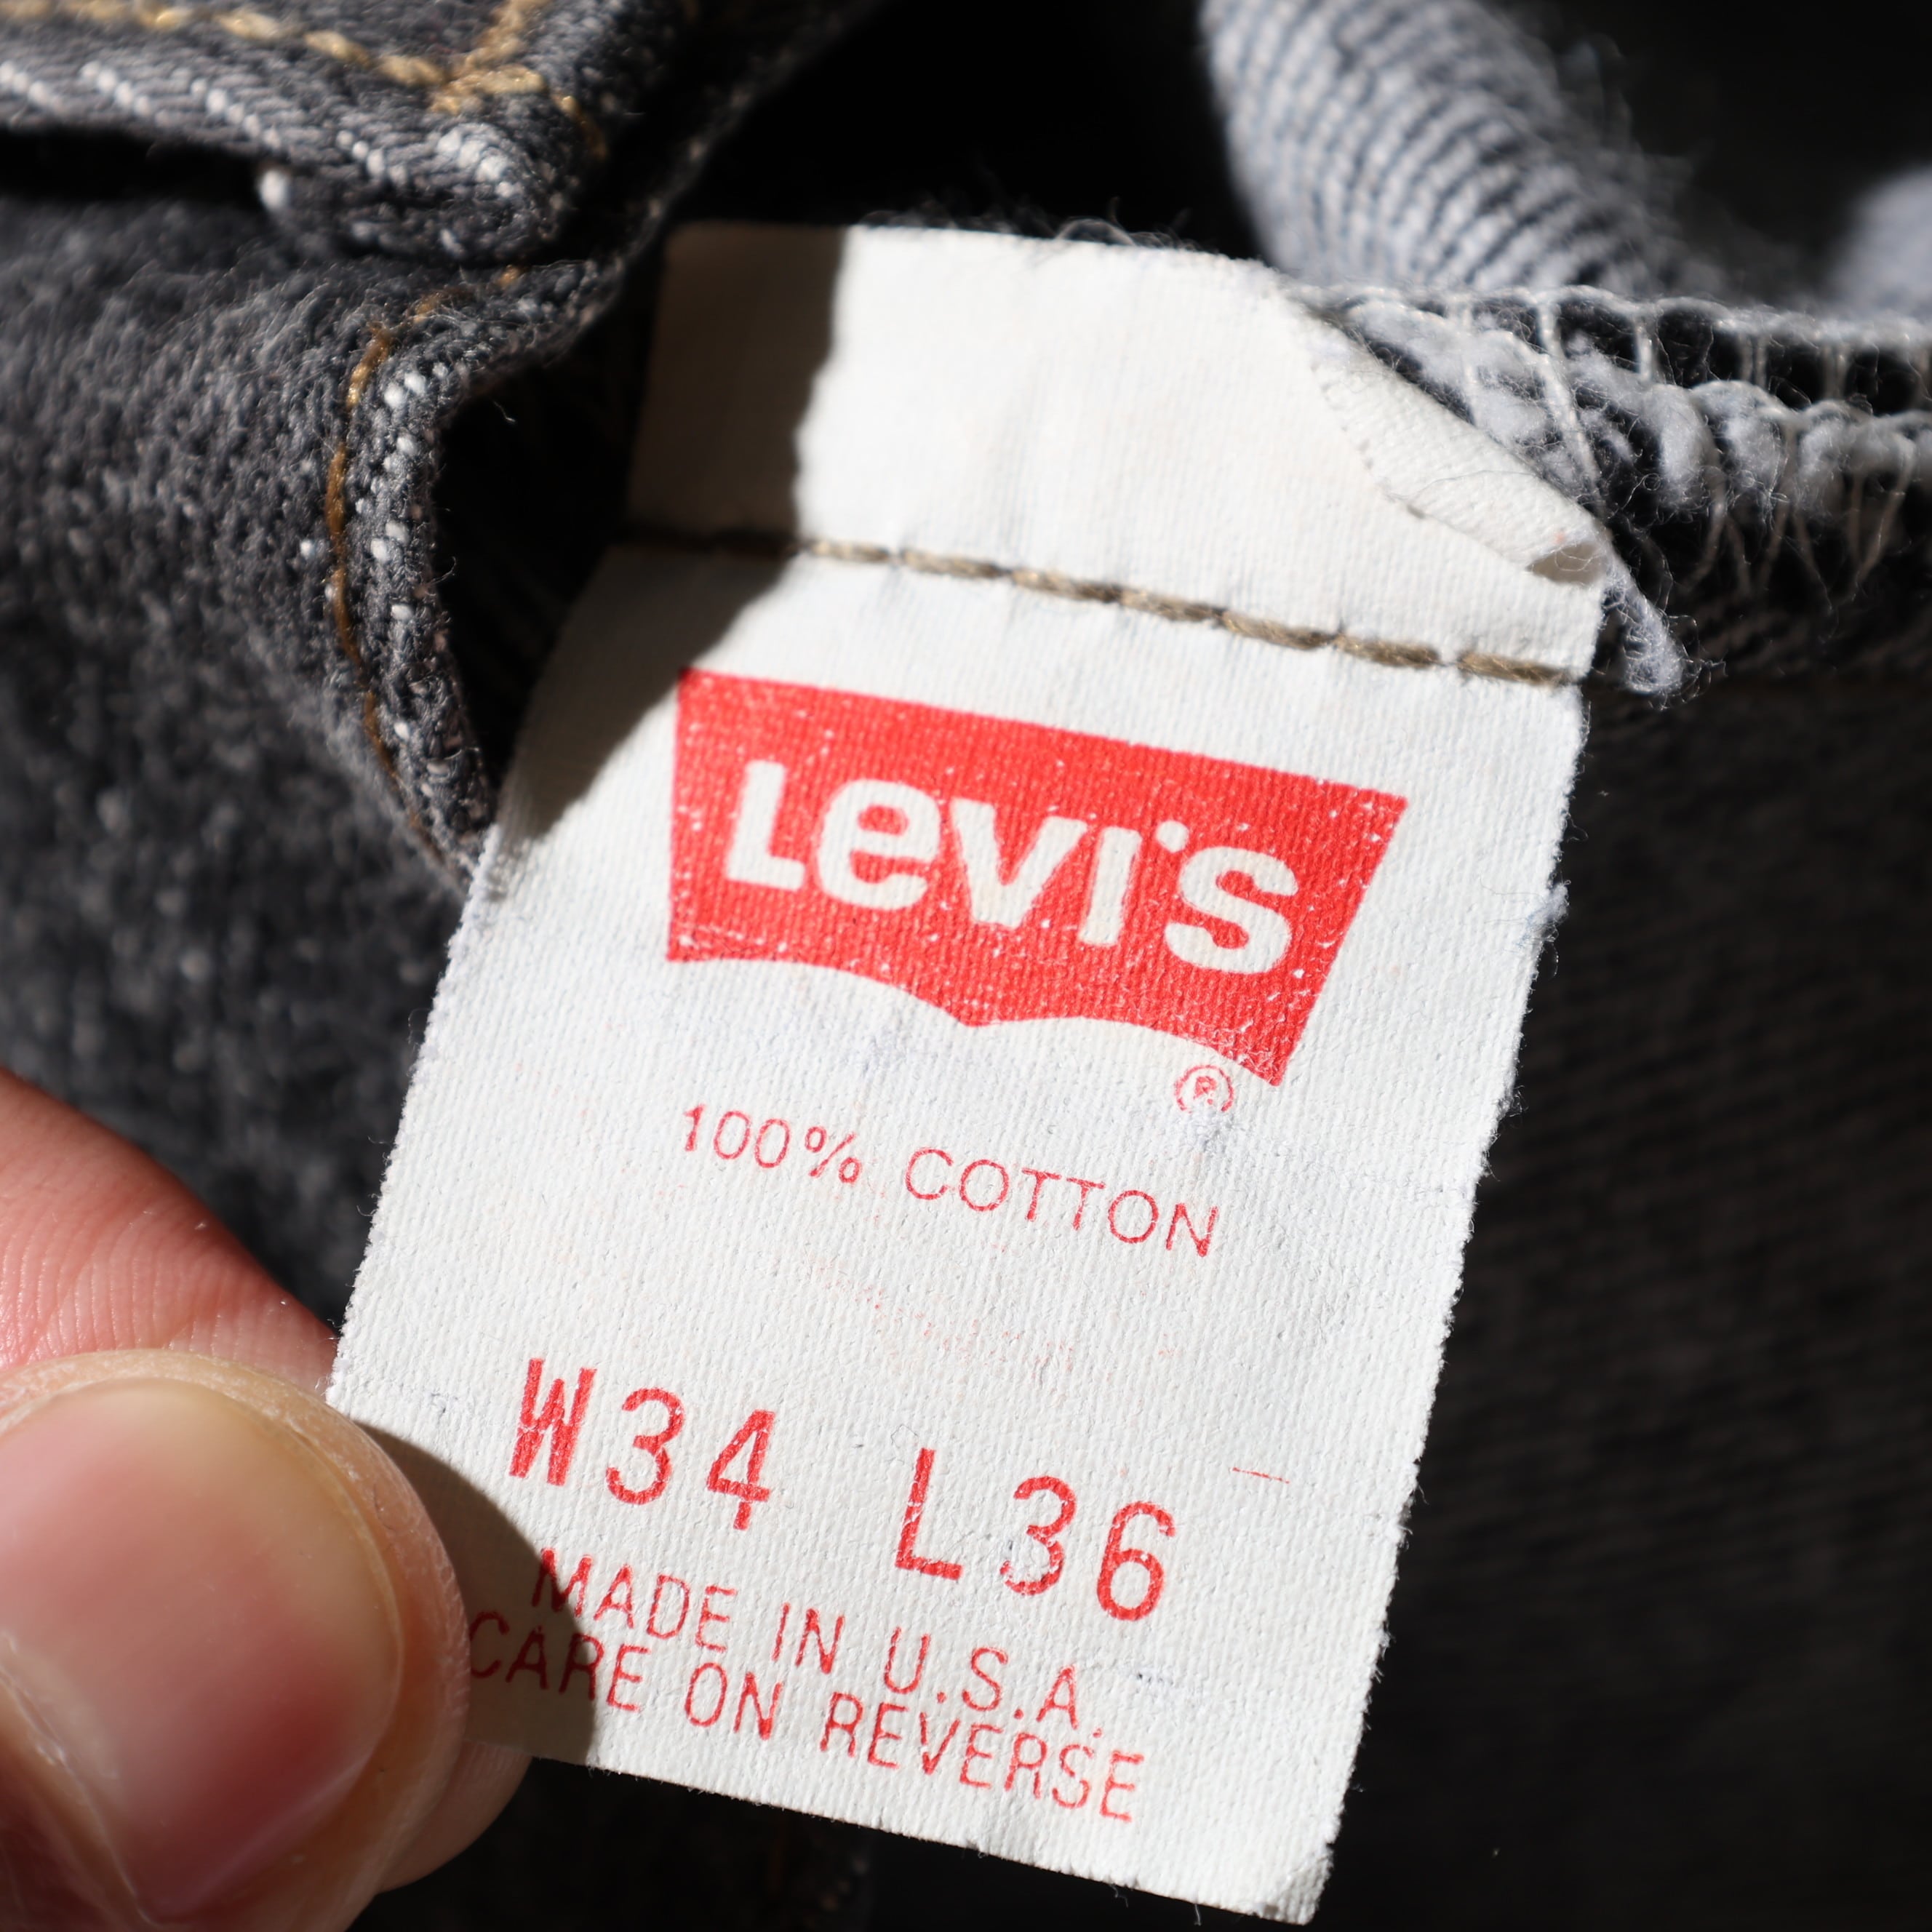 Levi's
®
100% COTTON
W34 L36
MADE IN U.S.A.
CARE ON REVERSE